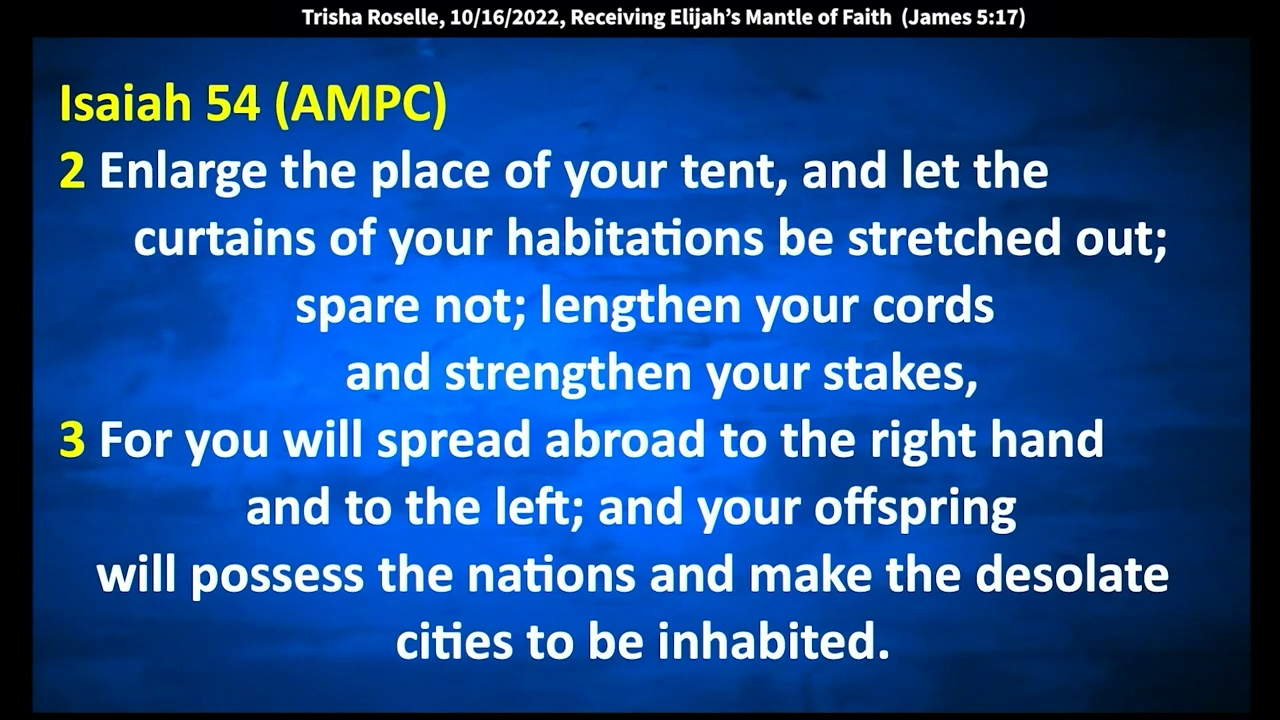 Trisha Roselle, 10/16/2022, Receiving Elijah’s Mantle of Faith (James 5:17)
Isaiah 54 (AMPC)
2 Enlarge the place of your tent, and let the
curtains of your habitations be stretched out;
spare not; lengthen your cords
and strengthen your stakes,
3 For you will spread abroad to the right hand
and to the left; and your offspring
will possess the nations and make the desolate
cities to be inhabited.